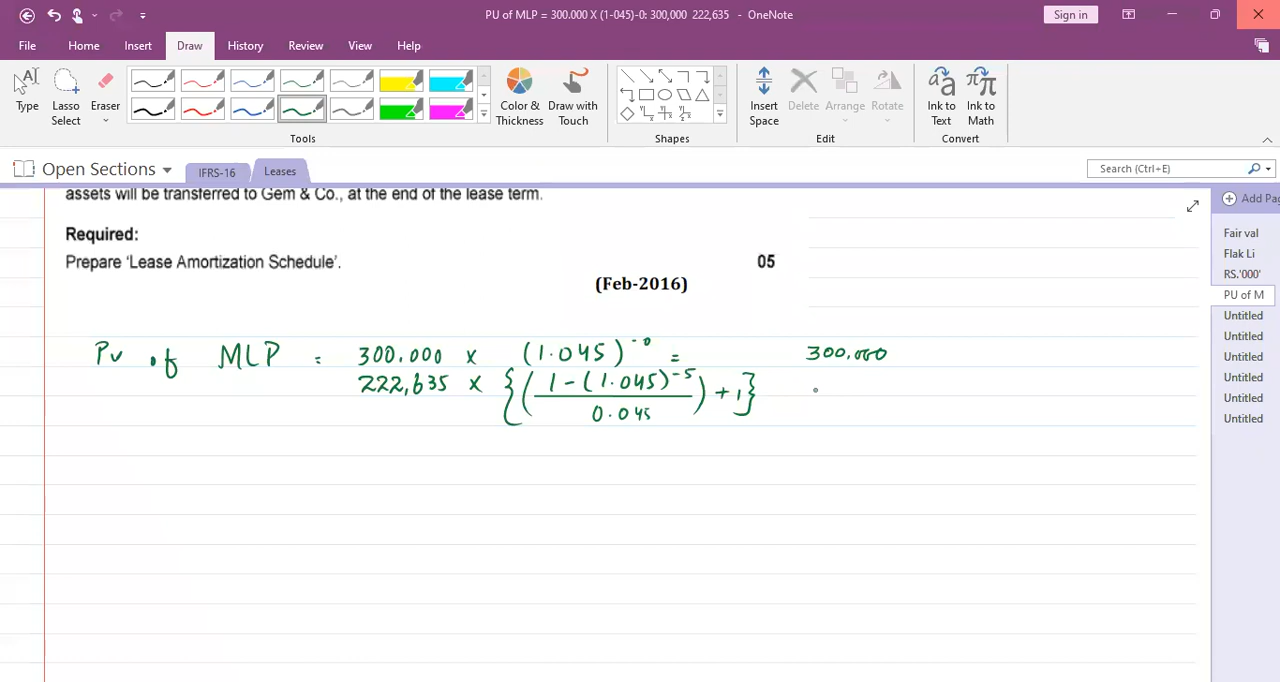 PU of MLP = 300.000 X (1-045)-0: 300,000 222,635 - OneNote
Sign in
File Home Insert Draw History Review View Help
Type
Lasso Select
Eraser
Color & Thickness
Draw with Touch
Insert Space
Delete
Arrange
Rotate
Ink to Text
Ink to Math
Tools
Shapes
Edit
Convert
Open Sections
IFRS-16
Leases
Search (Ctrl+E)
Add Pag
Fair val
Flak Li
RS.'000'
PU of M
Untitled
Untitled
Untitled
Untitled
Untitled
Untitled
assets will be transferred to Gem & Co., at the end of the lease term.
Required:
Prepare 'Lease Amortization Schedule'. 05
(Feb-2016)
PV of MLP = 300.000 x (1.045)^-0 = 300.000
222,635 x {(1-(1.045)^-5 / 0.045) + 1}